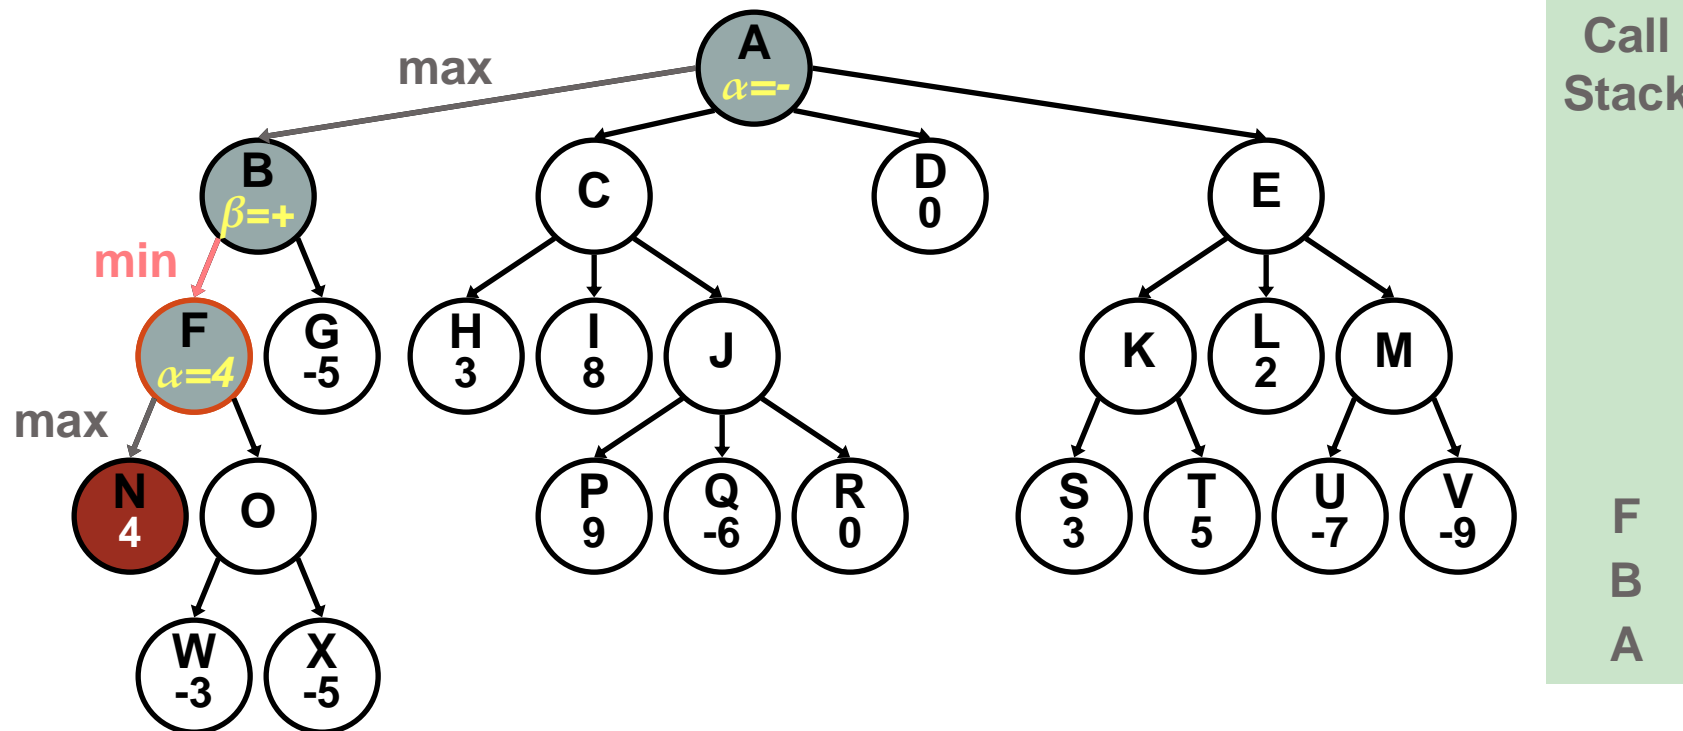 A
α=-
Call
Stack
max
B
β=+
C
D
0
E
min
F
α=4
G
-5
H
3
I
8
J
K
L
2
M
max
N
4
O
P
9
Q
-6
R
0
S
3
T
5
U
-7
V
-9
F
B
A
W
-3
X
-5